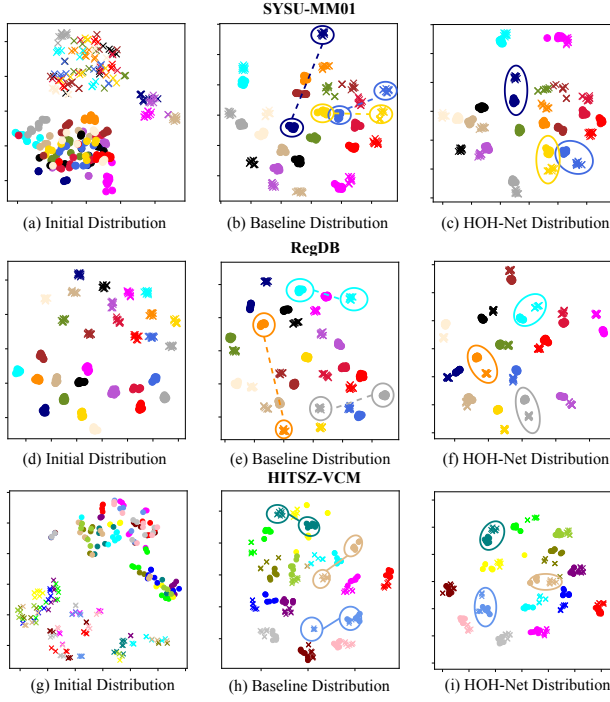 SYSU-MM01
(a) Initial Distribution (b) Baseline Distribution (c) HOH-Net Distribution
RegDB
(d) Initial Distribution (e) Baseline Distribution (f) HOH-Net Distribution
HITSZ-VCM
(g) Initial Distribution (h) Baseline Distribution (i) HOH-Net Distribution